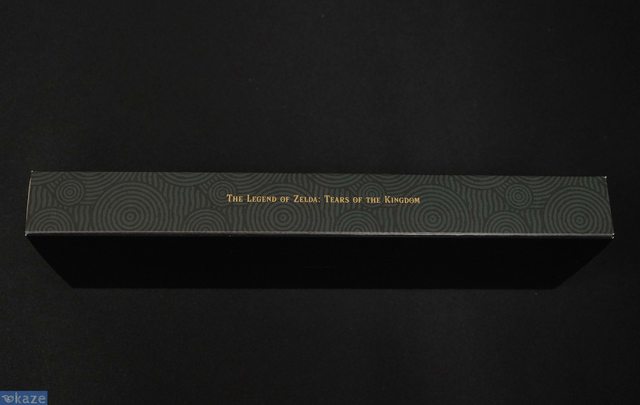 The Legend of Zelda: Tears of the Kingdom
kaze